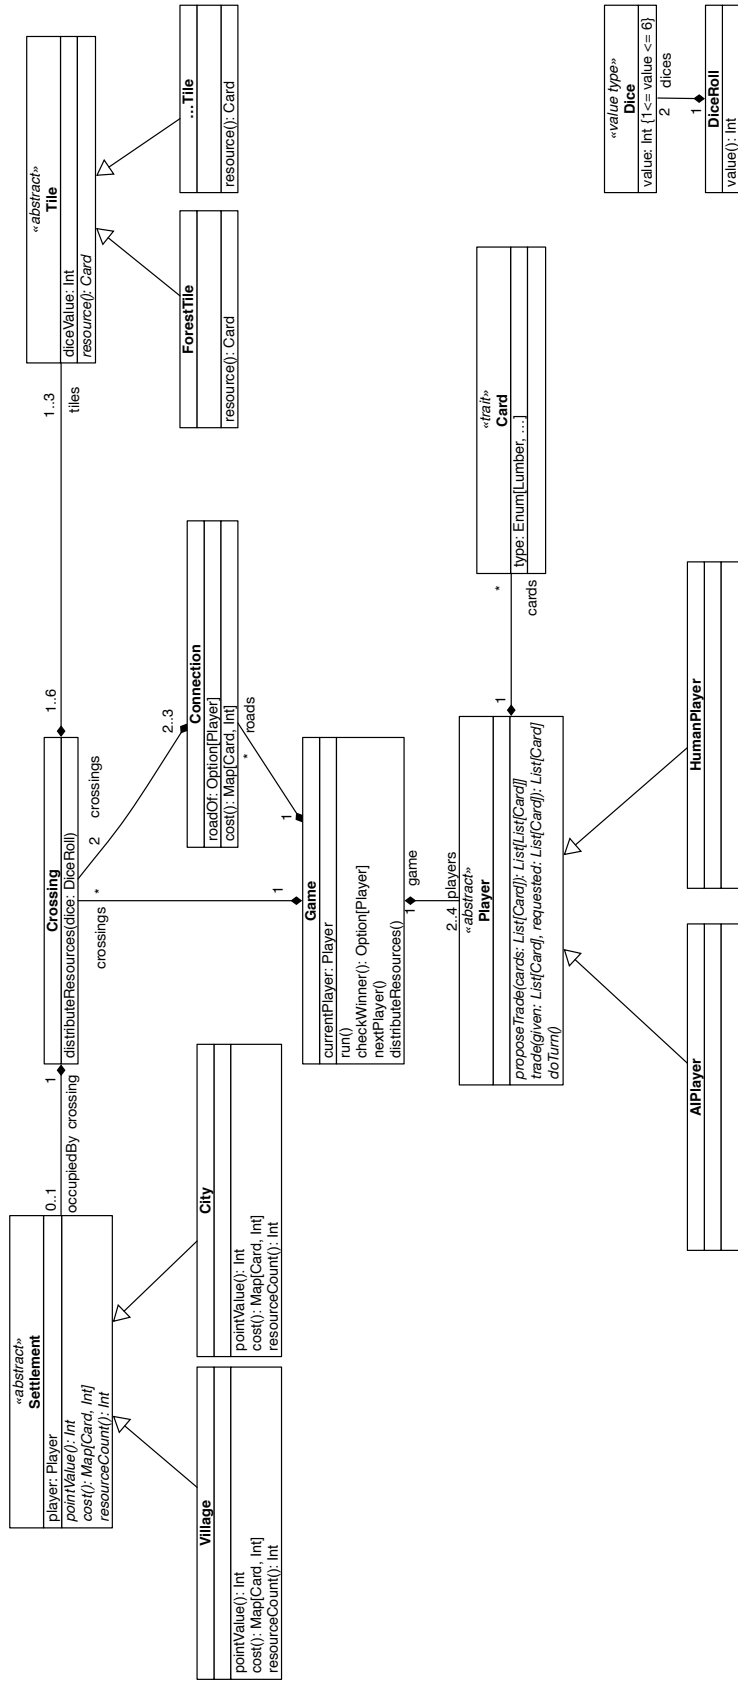 «abstract»
Settlement
player: Player
pointValue(): Int
cost(): Map[Card, Int]
resourceCount(): Int
0..1
occupiedBy
1
crossing
Crossing
distributeResources(dice: DiceRoll)
1..6
1..3
tiles
«abstract»
Tile
diceValue: Int
resource(): Card
Village
pointValue(): Int
cost(): Map[Card, Int]
resourceCount(): Int
City
pointValue(): Int
cost(): Map[Card, Int]
resourceCount(): Int
*
crossings
2
crossings
2..3
Connection
roadOf: Option[Player]
cost(): Map[Card, Int]
*
roads
ForestTile
resource(): Card
...Tile
resource(): Card
1
1
Game
currentPlayer: Player
run()
checkWinner(): Option[Player]
nextPlayer()
distributeResources()
1
game
2..4
players
«abstract»
Player
proposeTrade(cards: List[Card]): List[List[Card]]
trade(given: List[Card], requested: List[Card]): List[Card]
doTurn()
1
*
cards
«trait»
Card
type: Enum[Lumber, ...]
AIPlayer
HumanPlayer
«value type»
Dice
value: Int {1<= value <= 6}
2
dices
1
DiceRoll
value(): Int